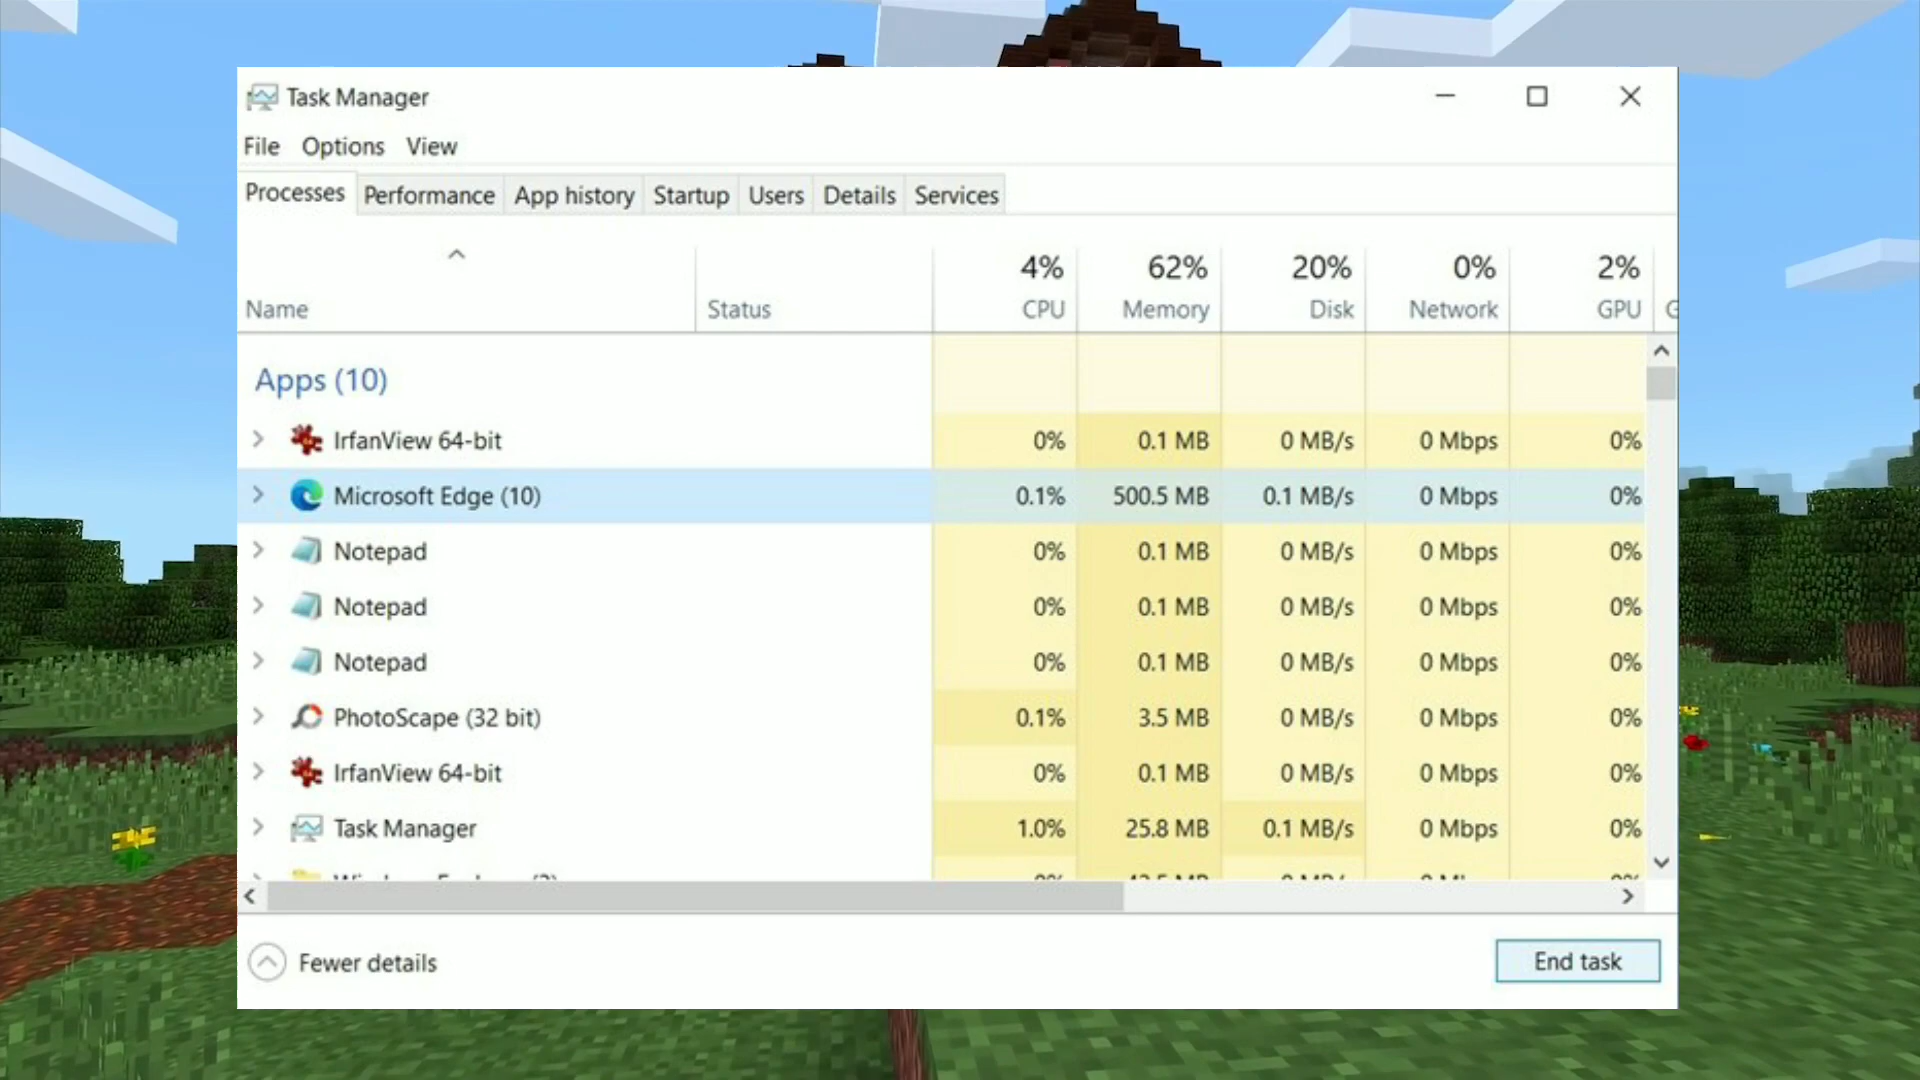 Task Manager
File Options View
Processes Performance App history Startup Users Details Services
4% 62% 20% 0% 2%
Name Status CPU Memory Disk Network GPU
Apps (10)
IrfanView 64-bit 0% 0.1 MB 0 MB/s 0 Mbps 0%
Microsoft Edge (10) 0.1% 500.5 MB 0.1 MB/s 0 Mbps 0%
Notepad 0% 0.1 MB 0 MB/s 0 Mbps 0%
Notepad 0% 0.1 MB 0 MB/s 0 Mbps 0%
Notepad 0% 0.1 MB 0 MB/s 0 Mbps 0%
PhotoScape (32 bit) 0.1% 3.5 MB 0 MB/s 0 Mbps 0%
IrfanView 64-bit 0% 0.1 MB 0 MB/s 0 Mbps 0%
Task Manager 1.0% 25.8 MB 0.1 MB/s 0 Mbps 0%
Fewer details
End task